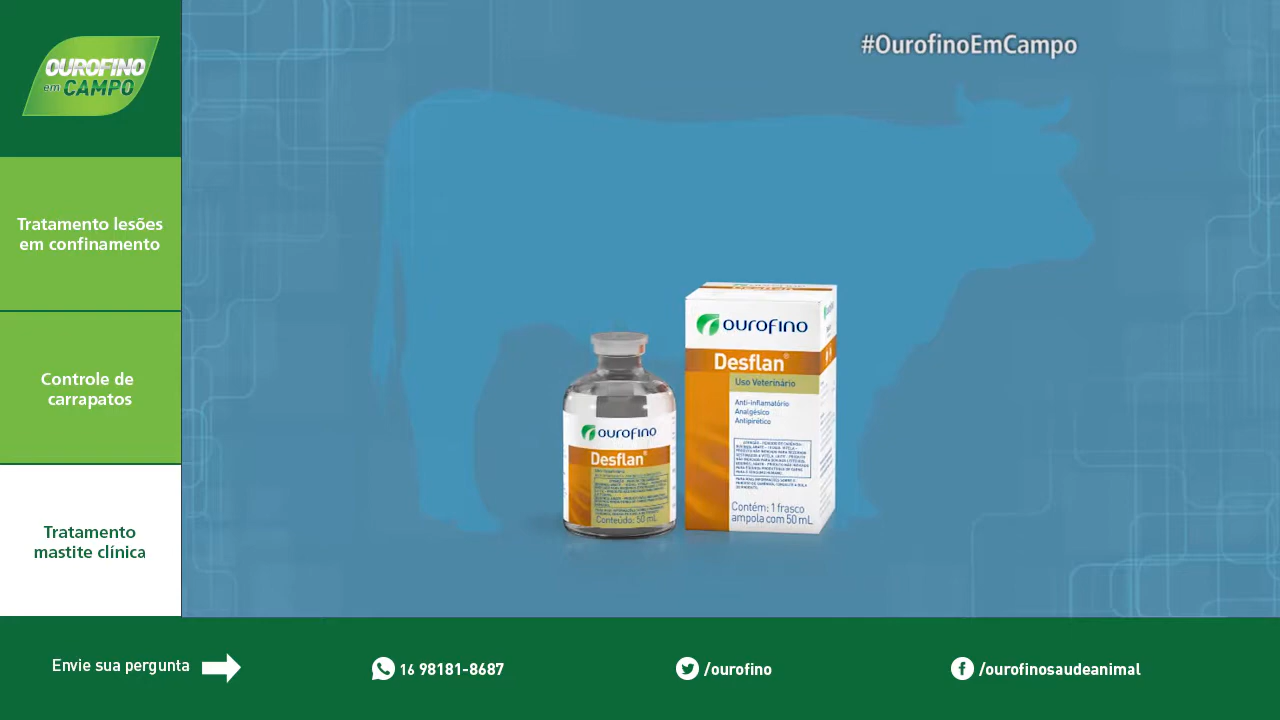 OUROFINO
em CAMPO
#OurofinoEmCampo
Tratamento lesões
em confinamento
Controle de
carrapatos
Tratamento
mastite clínica
ourofino
Desflan®
Uso Veterinário
Anti-inflamatório
Analgésico
Antipirético
Contém: 1 frasco
ampola com 50 mL
ourofino
Desflan®
Uso Veterinário
Conteúdo: 50 mL
Envie sua pergunta
16 98181-8687
/ourofino
/ourofinosaudeanimal